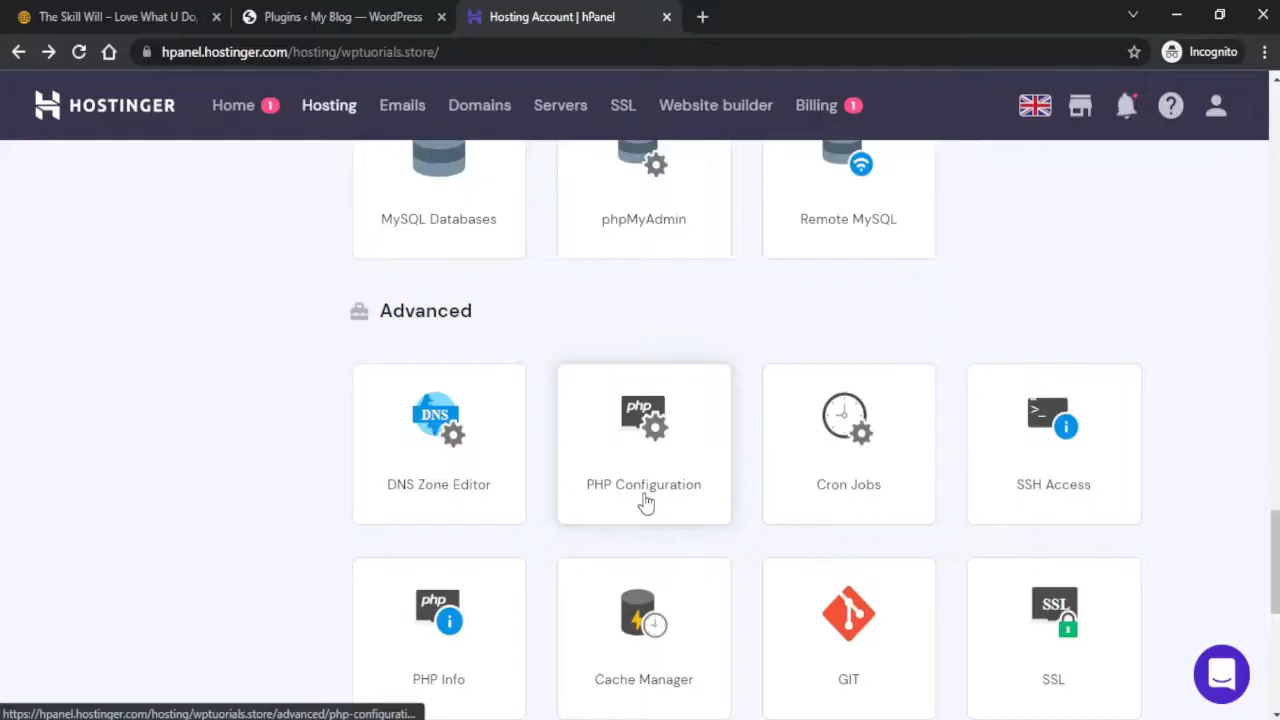 The Skill Will – Love What U Do,
Plugins ‹ My Blog — WordPress
Hosting Account | hPanel
hpanel.hostinger.com/hosting/wptuorials.store/
Incognito
HOSTINGER
Home 1
Hosting
Emails
Domains
Servers
SSL
Website builder
Billing 1
MySQL Databases
phpMyAdmin
Remote MySQL
Advanced
DNS
DNS Zone Editor
php
PHP Configuration
Cron Jobs
>_ i
SSH Access
php i
PHP Info
Cache Manager
GIT
SSL
SSL
https://hpanel.hostinger.com/hosting/wptuorials.store/advanced/php-configurati...